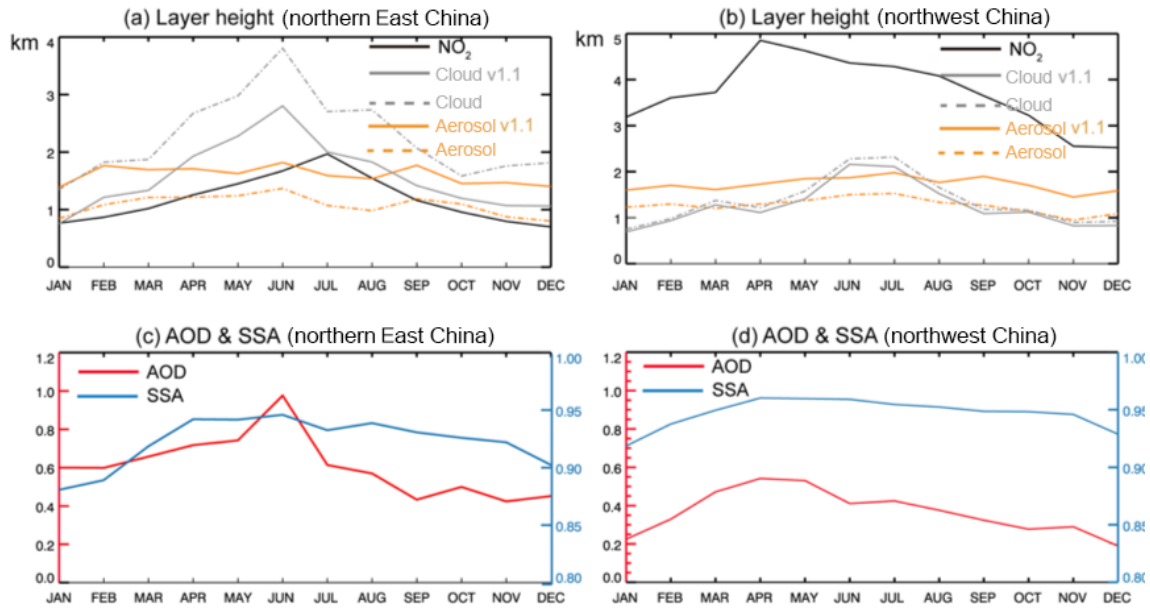 (a) Layer height (northern East China)
km
4
3
2
1
0
NO2
Cloud v1.1
Cloud
Aerosol v1.1
Aerosol
JAN FEB MAR APR MAY JUN JUL AUG SEP OCT NOV DEC
(b) Layer height (northwest China)
km
5
4
3
2
1
0
NO2
Cloud v1.1
Cloud
Aerosol v1.1
Aerosol
JAN FEB MAR APR MAY JUN JUL AUG SEP OCT NOV DEC
(c) AOD & SSA (northern East China)
1.2
1.0
0.8
0.6
0.4
0.2
0.0
AOD
SSA
1.00
0.95
0.90
0.85
0.80
JAN FEB MAR APR MAY JUN JUL AUG SEP OCT NOV DEC
(d) AOD & SSA (northwest China)
1.2
1.0
0.8
0.6
0.4
0.2
0.0
AOD
SSA
1.00
0.95
0.90
0.85
0.80
JAN FEB MAR APR MAY JUN JUL AUG SEP OCT NOV DEC